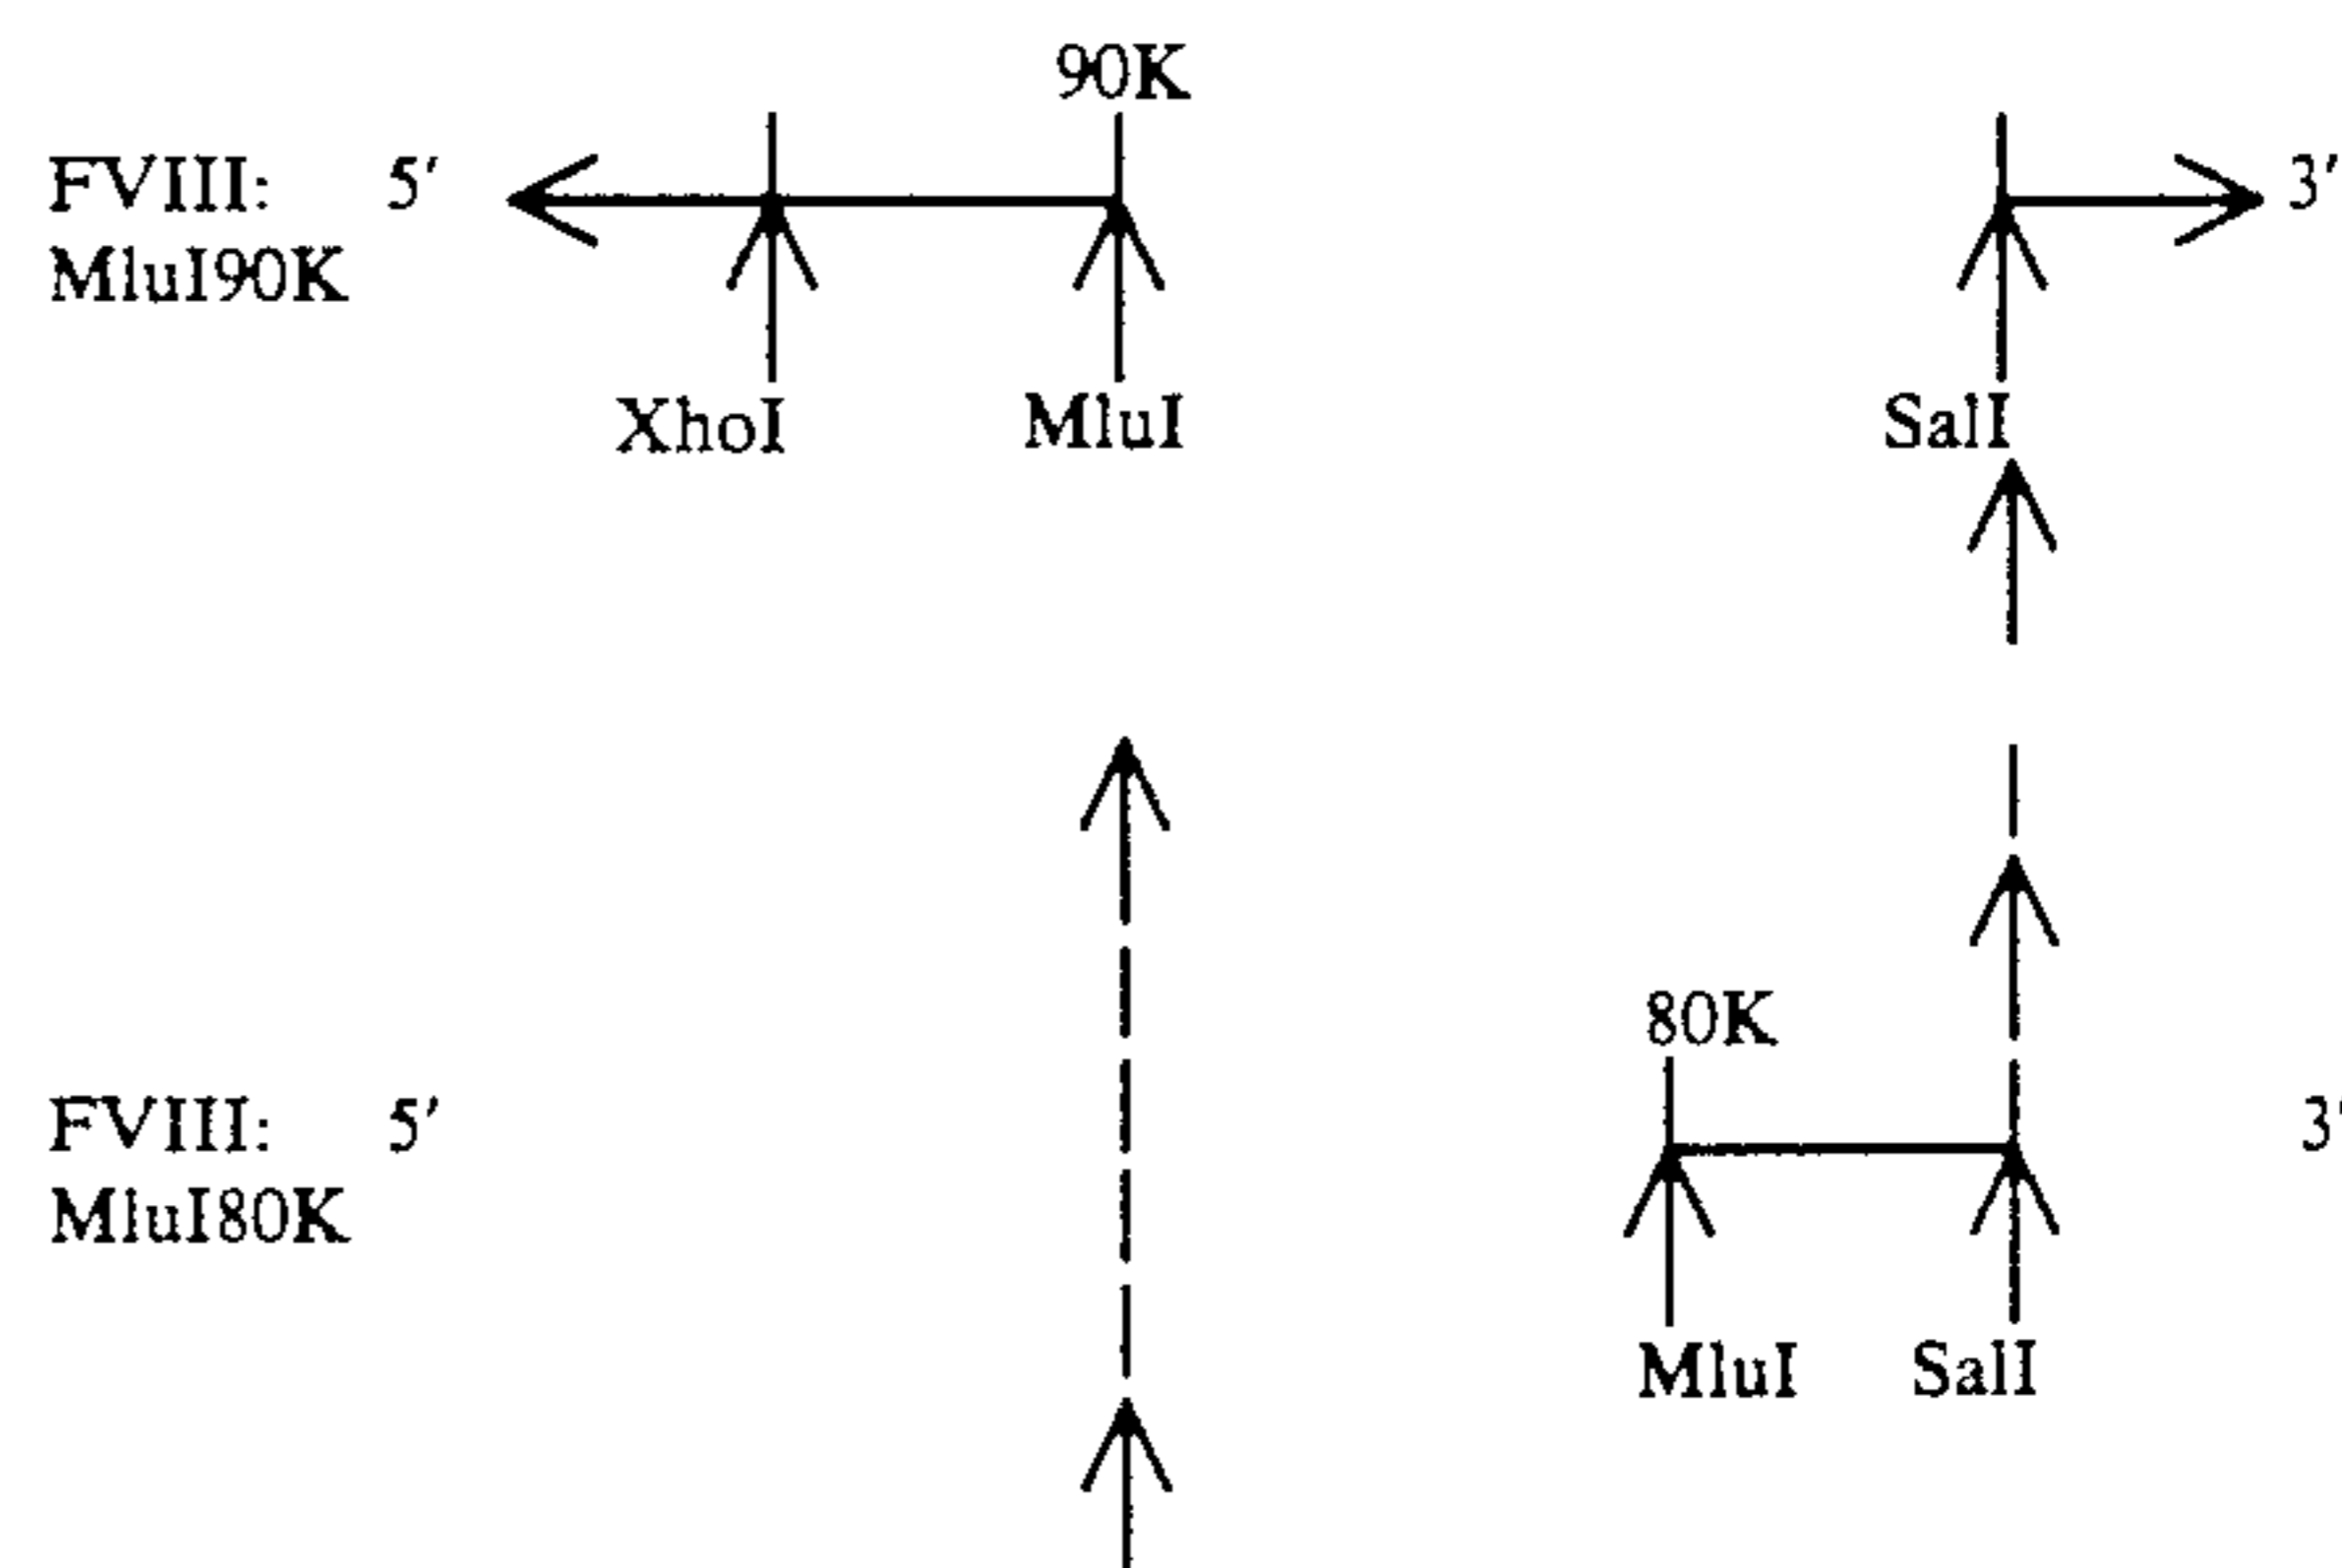 90K
FVIII: 5′ 3′
MluI90K
XhoI MluI SalI
80K
FVIII: 5′ 3′
MluI80K
MluI SalI